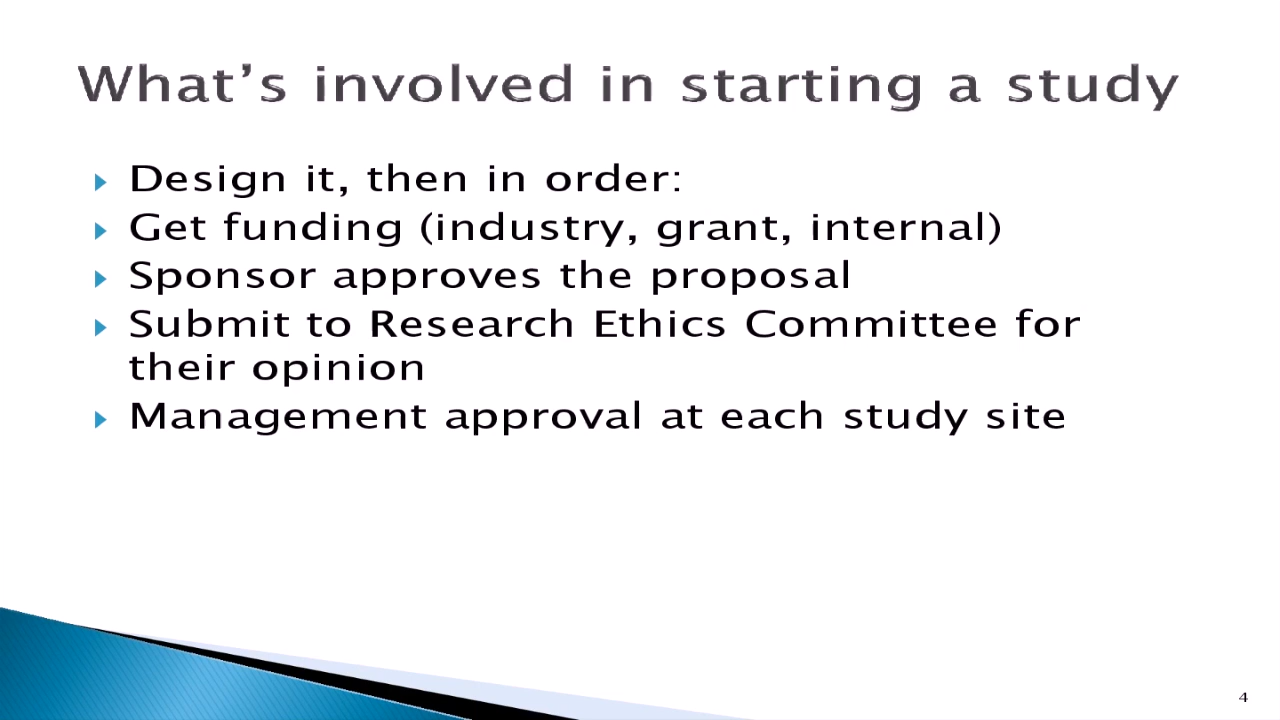 What’s involved in starting a study
Design it, then in order:
Get funding (industry, grant, internal)
Sponsor approves the proposal
Submit to Research Ethics Committee for
their opinion
Management approval at each study site
4